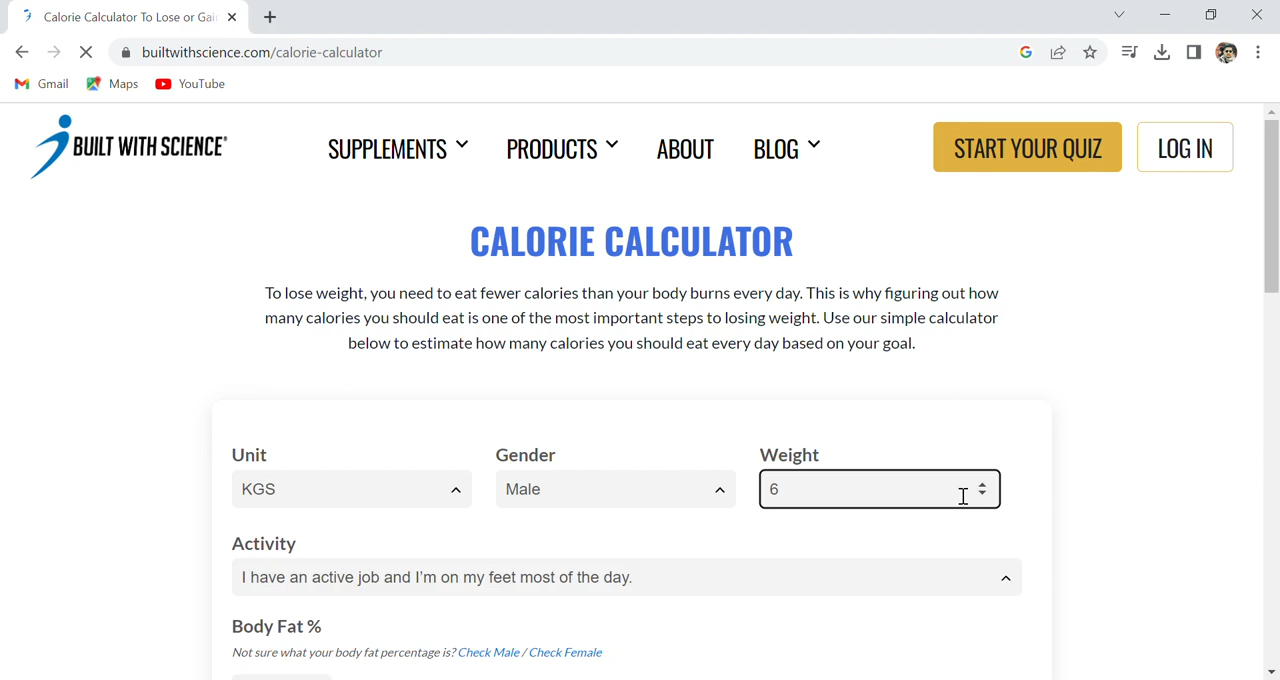 Calorie Calculator To Lose or Gai
builtwithscience.com/calorie-calculator
Gmail Maps YouTube
BUILT WITH SCIENCE®
SUPPLEMENTS PRODUCTS ABOUT BLOG START YOUR QUIZ LOG IN
CALORIE CALCULATOR
To lose weight, you need to eat fewer calories than your body burns every day. This is why figuring out how
many calories you should eat is one of the most important steps to losing weight. Use our simple calculator
below to estimate how many calories you should eat every day based on your goal.
Unit Gender Weight
KGS Male 6
Activity
I have an active job and I'm on my feet most of the day.
Body Fat %
Not sure what your body fat percentage is? Check Male / Check Female